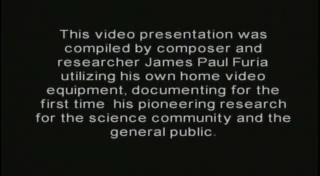 This video presentation was
compiled by composer and
researcher James Paul Furia
utilizing his own home video
equipment, documenting for the
first time his pioneering research
for the science community and the
general public.